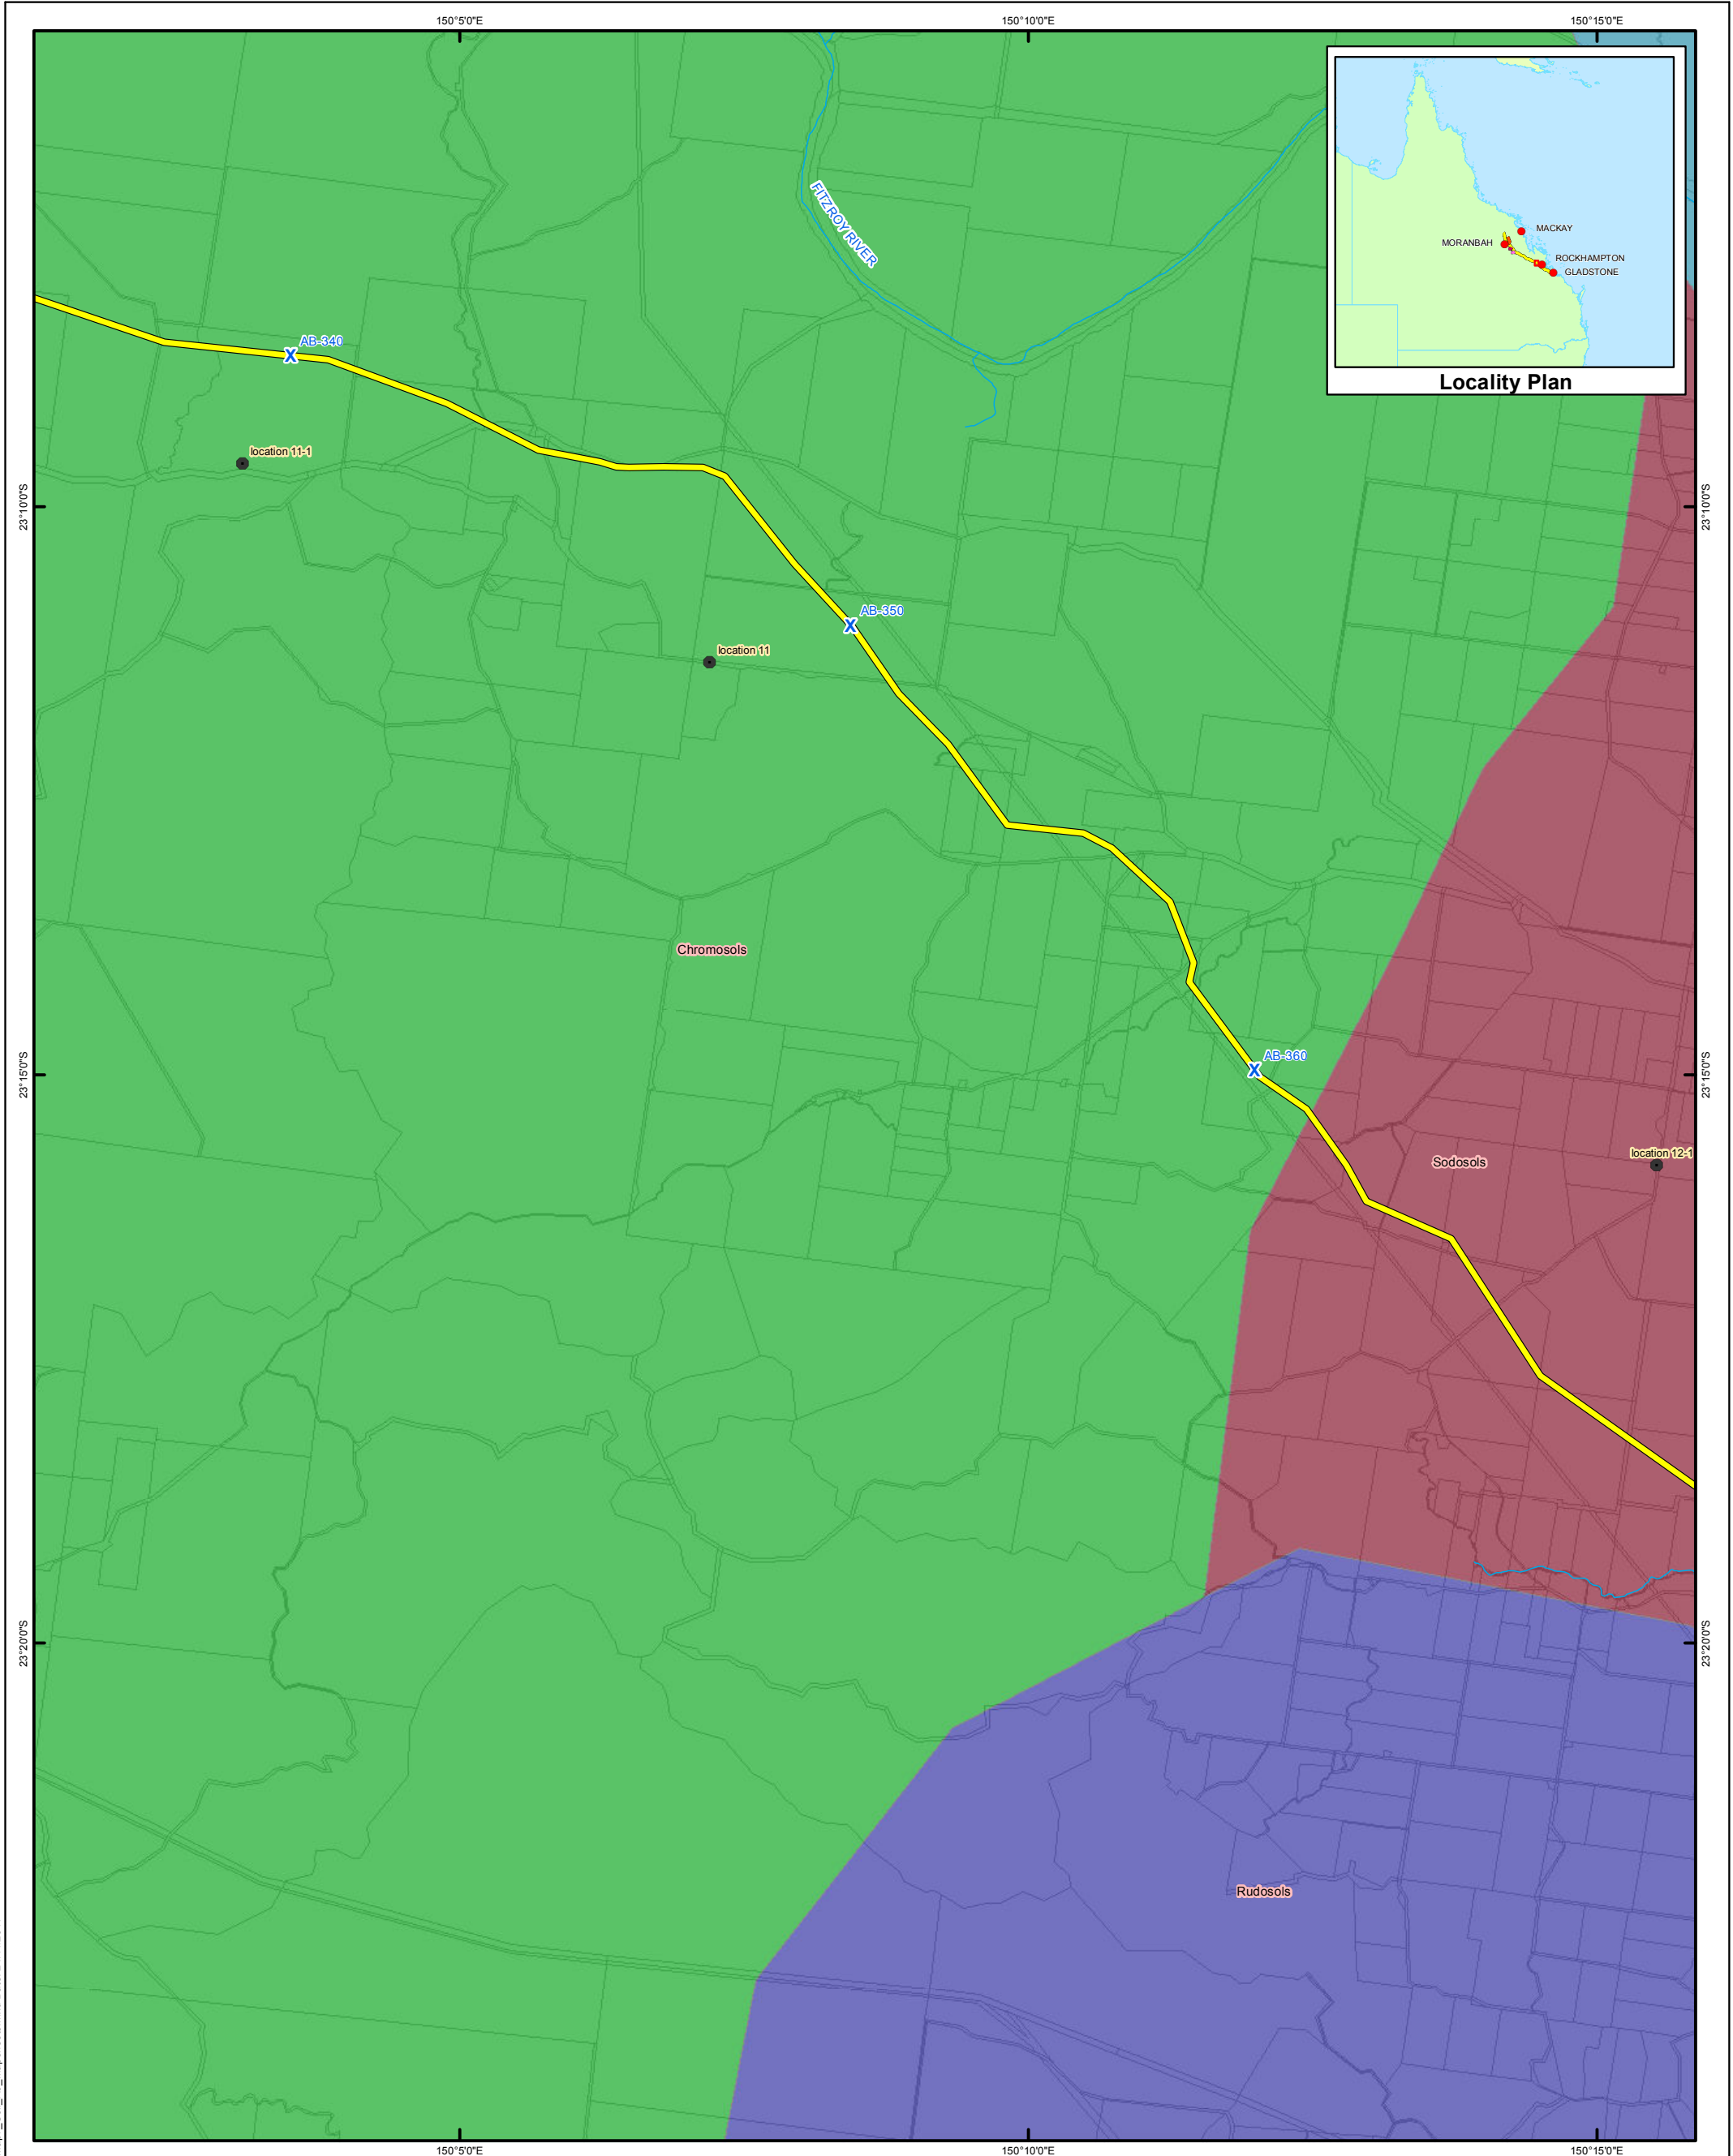 150°5'0"E
150°10'0"E
150°15'0"E
FITZROY RIVER
MACKAY
MORANBAH
ROCKHAMPTON
GLADSTONE
Locality Plan
AB-340
location 11-1
23°10'0"S
23°10'0"S
AB-350
location 11
Chromosols
AB-360
23°15'0"S
23°15'0"S
location 12-1
Sodosols
23°20'0"S
23°20'0"S
Rudosols
150°5'0"E
150°10'0"E
150°15'0"E